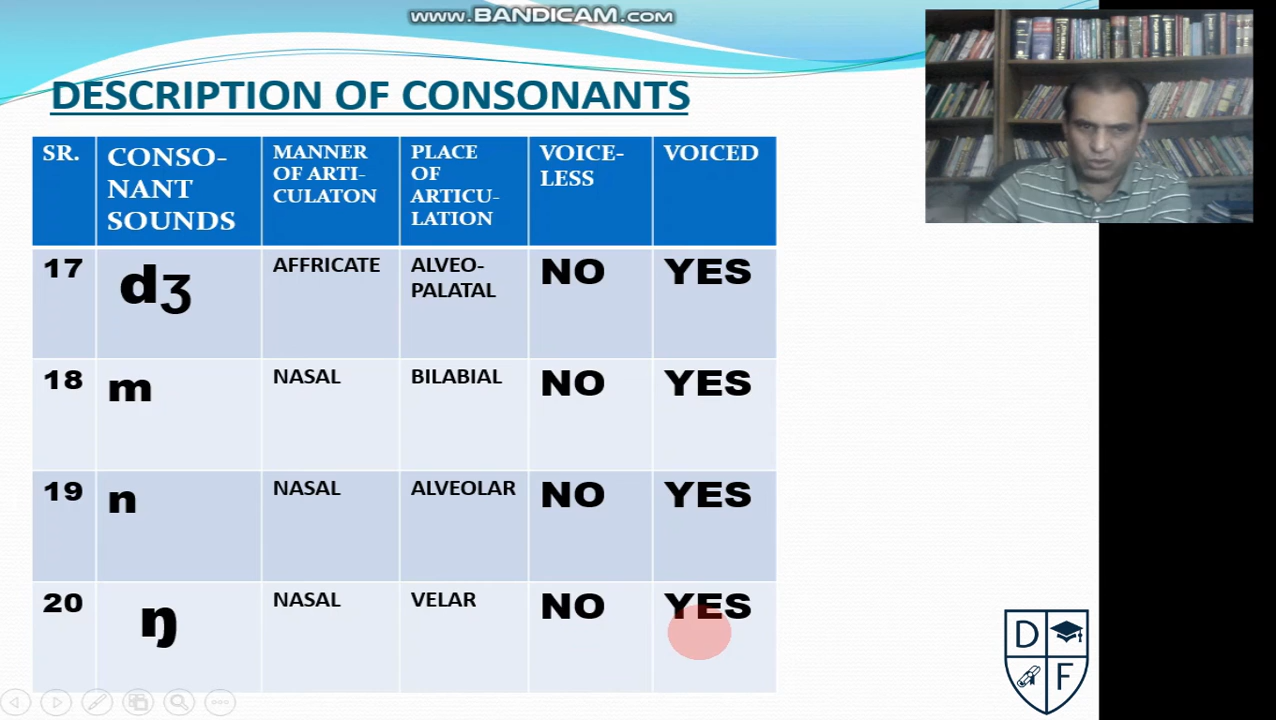 www.BANDICAM.com
DESCRIPTION OF CONSONANTS
SR. CONSO- MANNER PLACE VOICE- VOICED
NANT OF ARTI- OF LESS
SOUNDS CULATON ARTICU-
LATION
17 dʒ AFFRICATE ALVEO- NO YES
PALATAL
18 m NASAL BILABIAL NO YES
19 n NASAL ALVEOLAR NO YES
20 ŋ NASAL VELAR NO YES
D
F